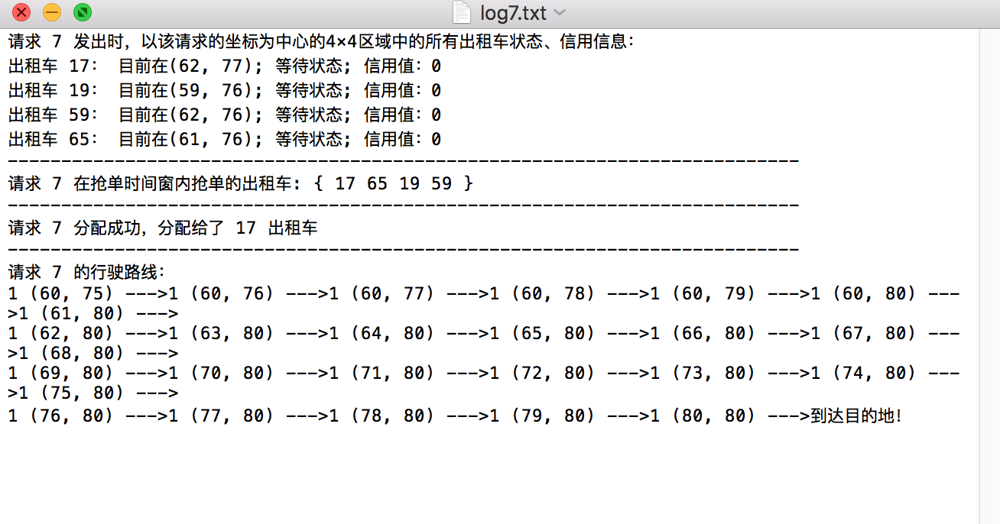 log7.txt
请求 7 发出时，以该请求的坐标为中心的4×4区域中的所有出租车状态、信用信息：
出租车 17： 目前在(62, 77); 等待状态; 信用值：0
出租车 19： 目前在(59, 76); 等待状态; 信用值：0
出租车 59： 目前在(62, 76); 等待状态; 信用值：0
出租车 65： 目前在(61, 76); 等待状态; 信用值：0
--------------------------------------------------------------------------
请求 7 在抢单时间窗内抢单的出租车: { 17 65 19 59 }
--------------------------------------------------------------------------
请求 7 分配成功，分配给了 17 出租车
--------------------------------------------------------------------------
请求 7 的行驶路线：
1 (60, 75) --->1 (60, 76) --->1 (60, 77) --->1 (60, 78) --->1 (60, 79) --->1 (60, 80) ---
>1 (61, 80) --->
1 (62, 80) --->1 (63, 80) --->1 (64, 80) --->1 (65, 80) --->1 (66, 80) --->1 (67, 80) ---
>1 (68, 80) --->
1 (69, 80) --->1 (70, 80) --->1 (71, 80) --->1 (72, 80) --->1 (73, 80) --->1 (74, 80) ---
>1 (75, 80) --->
1 (76, 80) --->1 (77, 80) --->1 (78, 80) --->1 (79, 80) --->1 (80, 80) --->到达目的地！